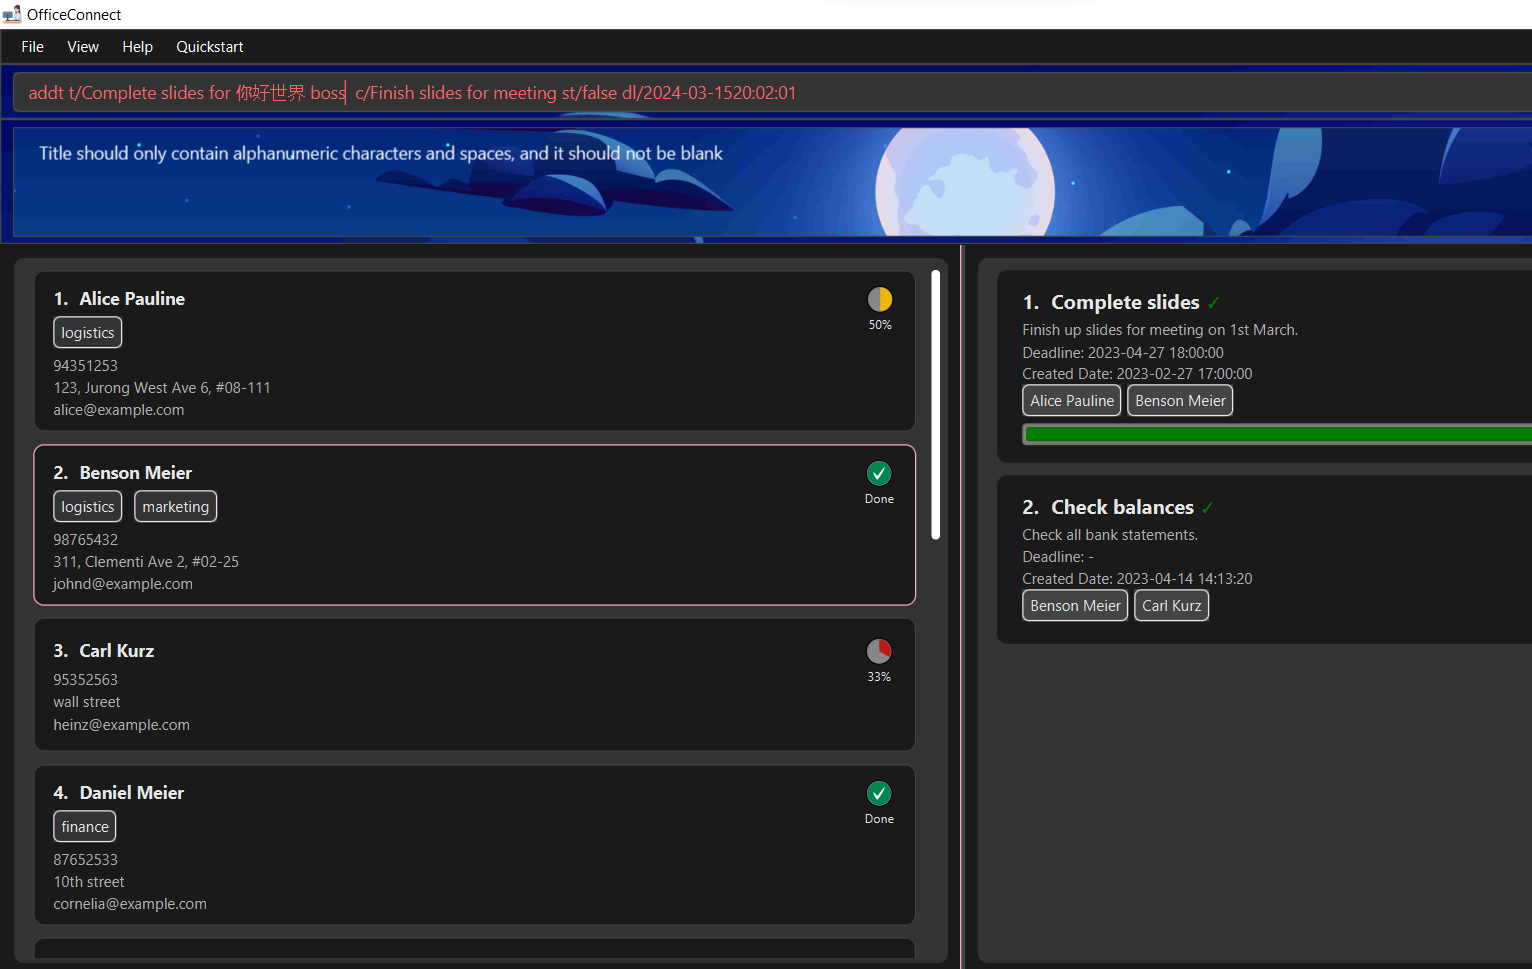 OfficeConnect
File View Help Quickstart
addt t/Complete slides for 你好世界 boss c/Finish slides for meeting st/false dl/2024-03-1520:02:01
Title should only contain alphanumeric characters and spaces, and it should not be blank
1. Alice Pauline
50%
logistics
94351253
123, Jurong West Ave 6, #08-111
alice@example.com
2. Benson Meier
Done
logistics marketing
98765432
311, Clementi Ave 2, #02-25
johnd@example.com
3. Carl Kurz
33%
95352563
wall street
heinz@example.com
4. Daniel Meier
Done
finance
87652533
10th street
cornelia@example.com
1. Complete slides ✓
Finish up slides for meeting on 1st March.
Deadline: 2023-04-27 18:00:00
Created Date: 2023-02-27 17:00:00
Alice Pauline Benson Meier
2. Check balances ✓
Check all bank statements.
Deadline: -
Created Date: 2023-04-14 14:13:20
Benson Meier Carl Kurz